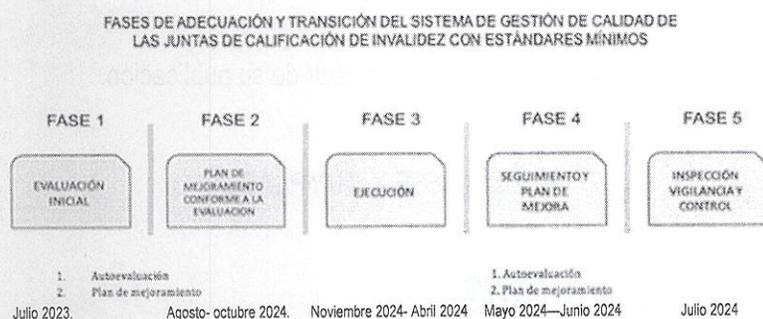 FASES DE ADECUACIÓN Y TRANSICIÓN DEL SISTEMA DE GESTIÓN DE CALIDAD DE
LAS JUNTAS DE CALIFICACIÓN DE INVALIDEZ CON ESTÁNDARES MÍNIMOS
FASE 1
EVALUACIÓN
INICIAL
FASE 2
PLAN DE
MEJORAMIENTO
CONFORME A LA
EVALUACION
FASE 3
EJECUCIÓN
FASE 4
SEGUIMIENTO Y
PLAN DE
MEJORA
FASE 5
INSPECCIÓN
VIGILANCIA Y
CONTROL
1. Autoevaluación
2. Plan de mejoramiento
1. Autoevaluación
2. Plan de mejoramiento
Julio 2023.
Agosto- octubre 2024.
Noviembre 2024- Abril 2024
Mayo 2024—Junio 2024
Julio 2024